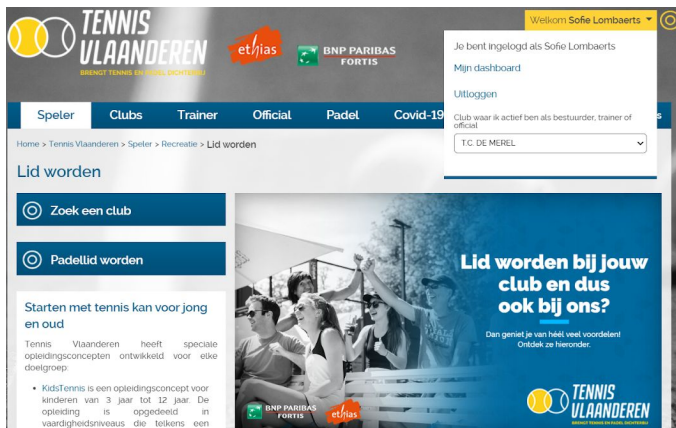 TENNIS
VLAANDEREN
BRENGT TENNIS EN PADEL DICHTERBIJ
ethias
BNP PARIBAS
FORTIS
Welkom Sofie Lombaerts
Je bent ingelogd als Sofie Lombaerts
Mijn dashboard
Uitloggen
Club waar ik actief ben als bestuurder, trainer of
official
T.C. DE MEREL
Speler Clubs Trainer Official Padel Covid-19
Home > Tennis Vlaanderen > Speler > Recreatie > Lid worden
Lid worden
Zoek een club
Padellid worden
Starten met tennis kan voor jong
en oud
Tennis Vlaanderen heeft speciale
opleidingsconcepten ontwikkeld voor elke
doelgroep:
• KidsTennis is een opleidingsconcept voor
kinderen van 3 jaar tot 12 jaar. De
opleiding is opgedeeld in
vaardigheidsniveaus die telkens een
Lid worden bij jouw
club en dus
ook bij ons?
Dan geniet je van héél veel voordelen!
Ontdek ze hieronder.
BNP PARIBAS
FORTIS
ethias
TENNIS
VLAANDEREN
BRENGT TENNIS EN PADEL DICHTERBIJ